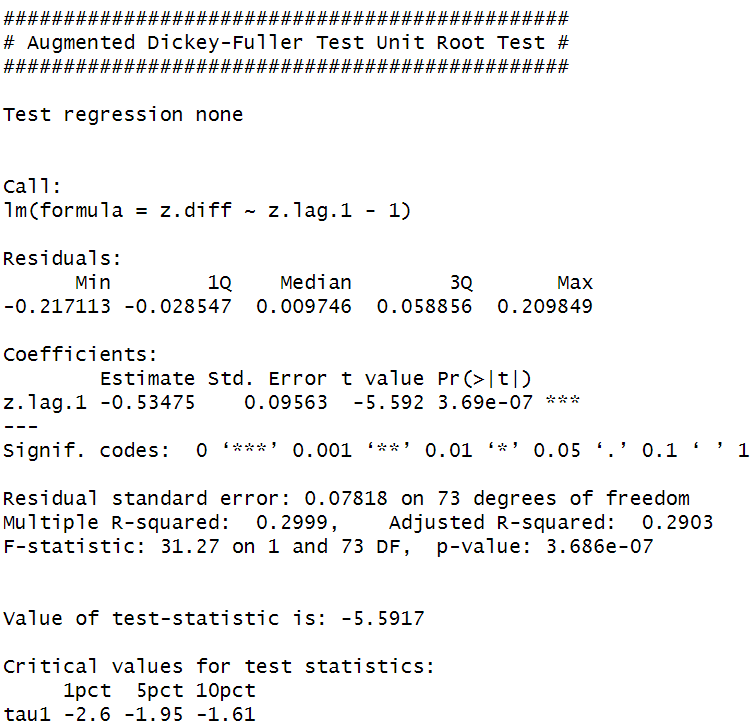 ###############################################
# Augmented Dickey-Fuller Test Unit Root Test #
###############################################
Test regression none
Call:
lm(formula = z.diff ~ z.lag.1 - 1)
Residuals:
      Min        1Q    Median        3Q       Max
-0.217113 -0.028547  0.009746  0.058856  0.209849
Coefficients:
        Estimate Std. Error t value Pr(>|t|)
z.lag.1 -0.53475    0.09563  -5.592 3.69e-07 ***
---
Signif. codes:  0 ‘***’ 0.001 ‘**’ 0.01 ‘*’ 0.05 ‘.’ 0.1 ‘ ’ 1
Residual standard error: 0.07818 on 73 degrees of freedom
Multiple R-squared:  0.2999,    Adjusted R-squared:  0.2903
F-statistic: 31.27 on 1 and 73 DF,  p-value: 3.686e-07
Value of test-statistic is: -5.5917
Critical values for test statistics:
     1pct  5pct 10pct
tau1 -2.6 -1.95 -1.61